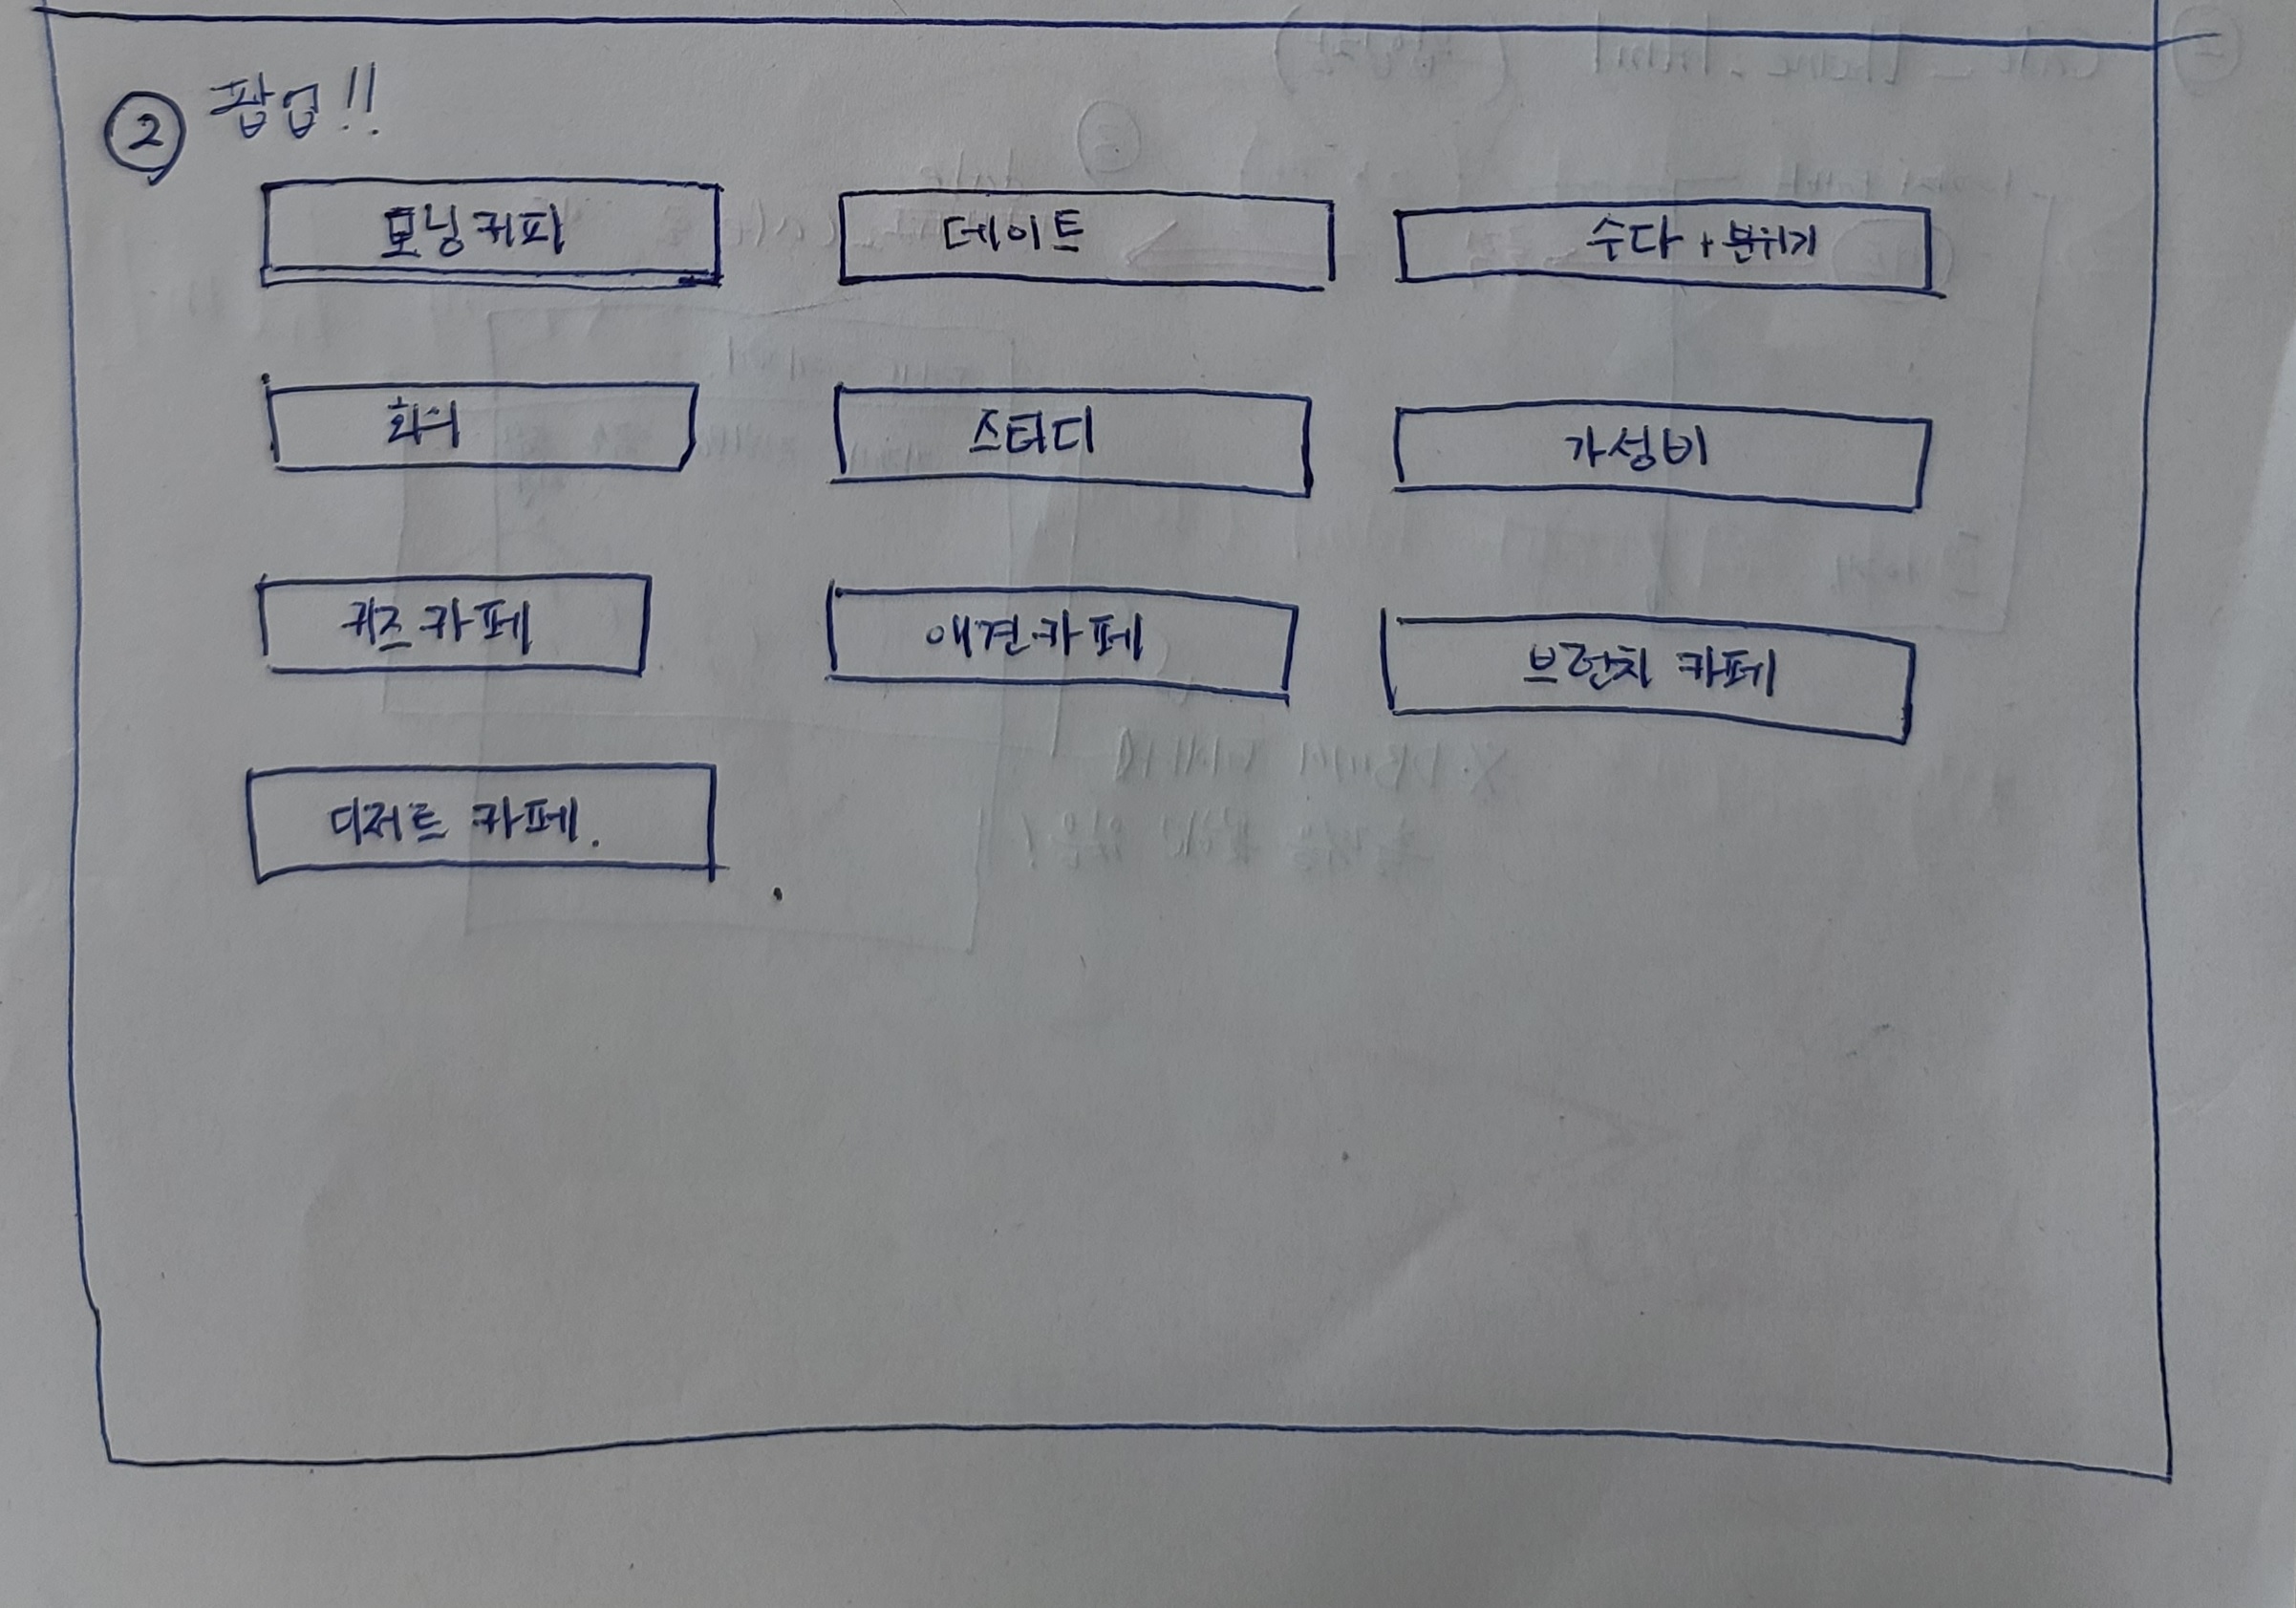 ② 팝업!!
모닝커피 데이트 수다 + 분위기
회의 스터디 가성비
퀴즈카페 애견카페 브런치 카페
디저트 카페.